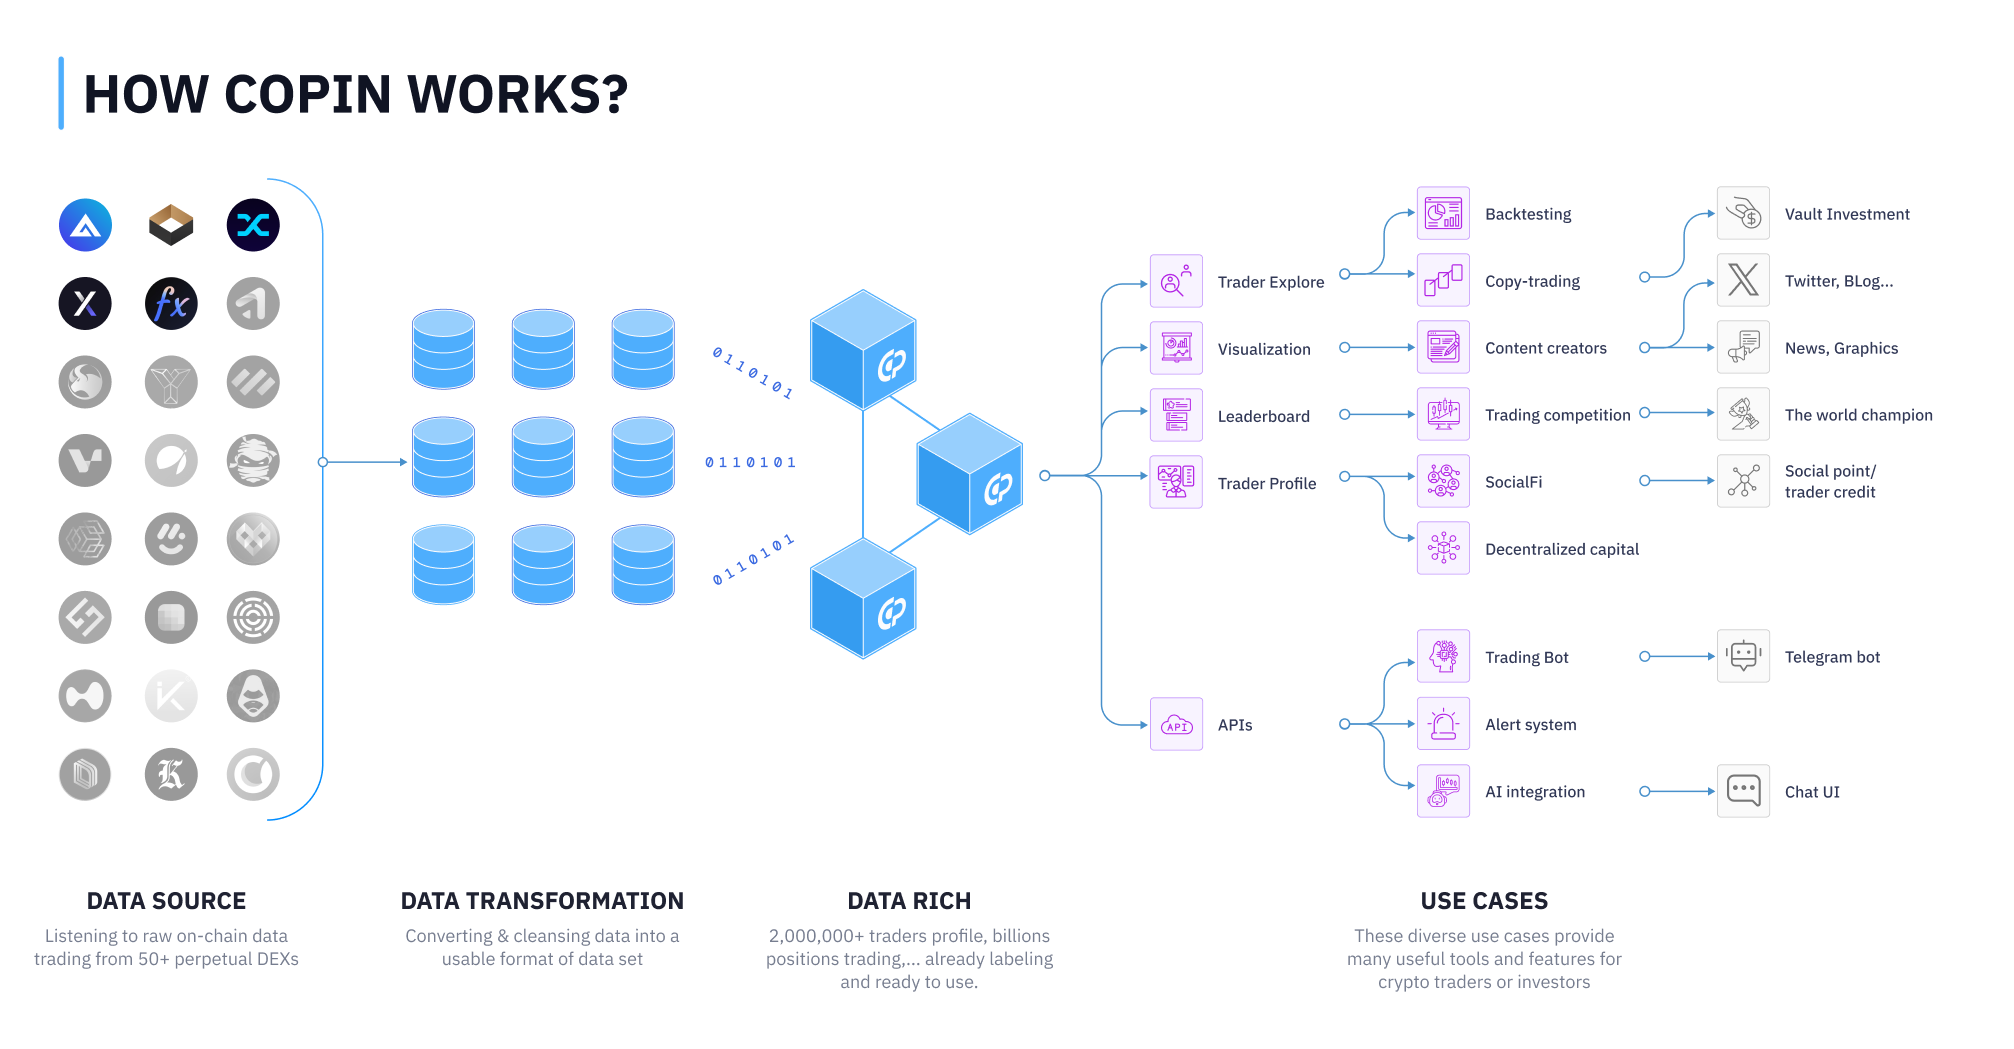 HOW COPIN WORKS?
0110101
0110101
0110101
Trader Explore
Visualization
Leaderboard
Trader Profile
API
APIs
Backtesting
Copy-trading
Content creators
Trading competition
SocialFi
Decentralized capital
Trading Bot
Alert system
AI integration
Vault Investment
Twitter, BLog...
News, Graphics
The world champion
Social point/
trader credit
Telegram bot
Chat UI
DATA SOURCE
Listening to raw on-chain data
trading from 50+ perpetual DEXs
DATA TRANSFORMATION
Converting & cleansing data into a
usable format of data set
DATA RICH
2,000,000+ traders profile, billions
positions trading,... already labeling
and ready to use.
USE CASES
These diverse use cases provide
many useful tools and features for
crypto traders or investors